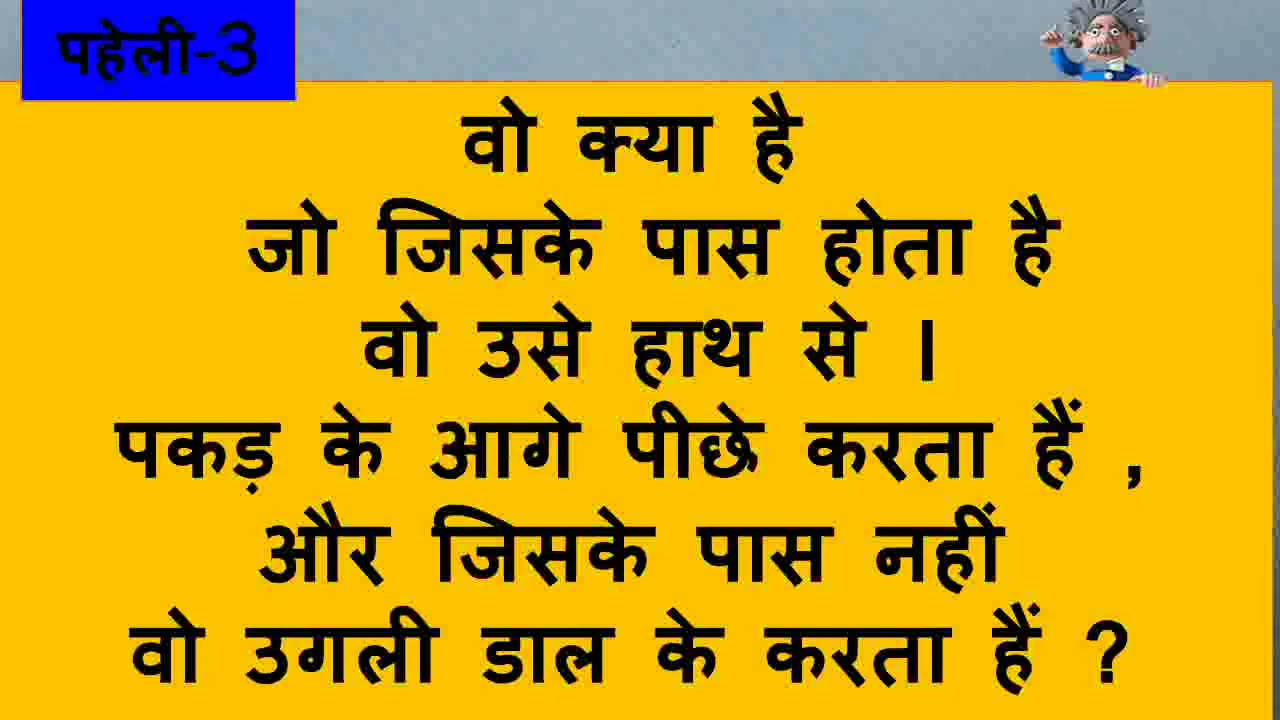 पहेली-3
वो क्या है
जो जिसके पास होता है
वो उसे हाथ से ।
पकड़ के आगे पीछे करता हैं ,
और जिसके पास नहीं
वो उगली डाल के करता हैं ?